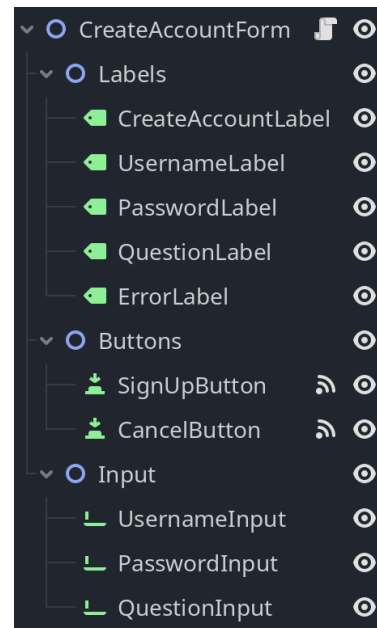 CreateAccountForm
Labels
CreateAccountLabel
UsernameLabel
PasswordLabel
QuestionLabel
ErrorLabel
Buttons
SignUpButton
CancelButton
Input
UsernameInput
PasswordInput
QuestionInput